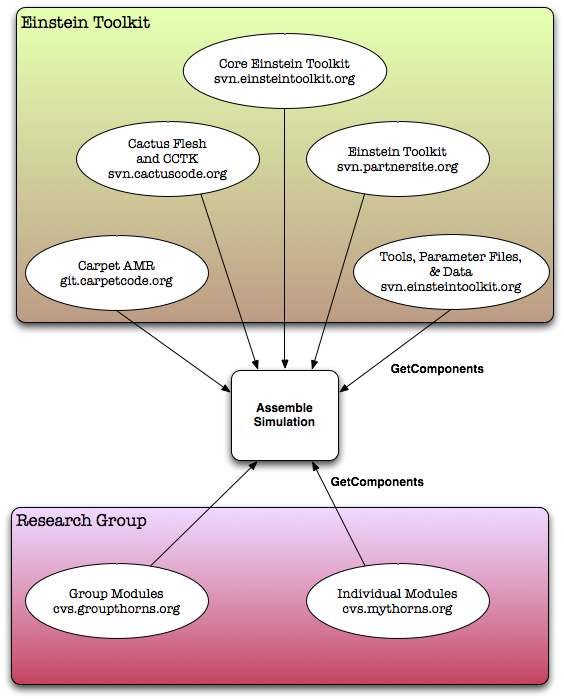 Einstein Toolkit
Core Einstein Toolkit
svn.einsteintoolkit.org
Cactus Flesh
and CCTK
svn.cactuscode.org
Einstein Toolkit
svn.partnersite.org
Carpet AMR
git.carpetcode.org
Tools, Parameter Files,
& Data
svn.einsteintoolkit.org
GetComponents
Assemble
Simulation
GetComponents
Research Group
Group Modules
cvs.groupthorns.org
Individual Modules
cvs.mythorns.org